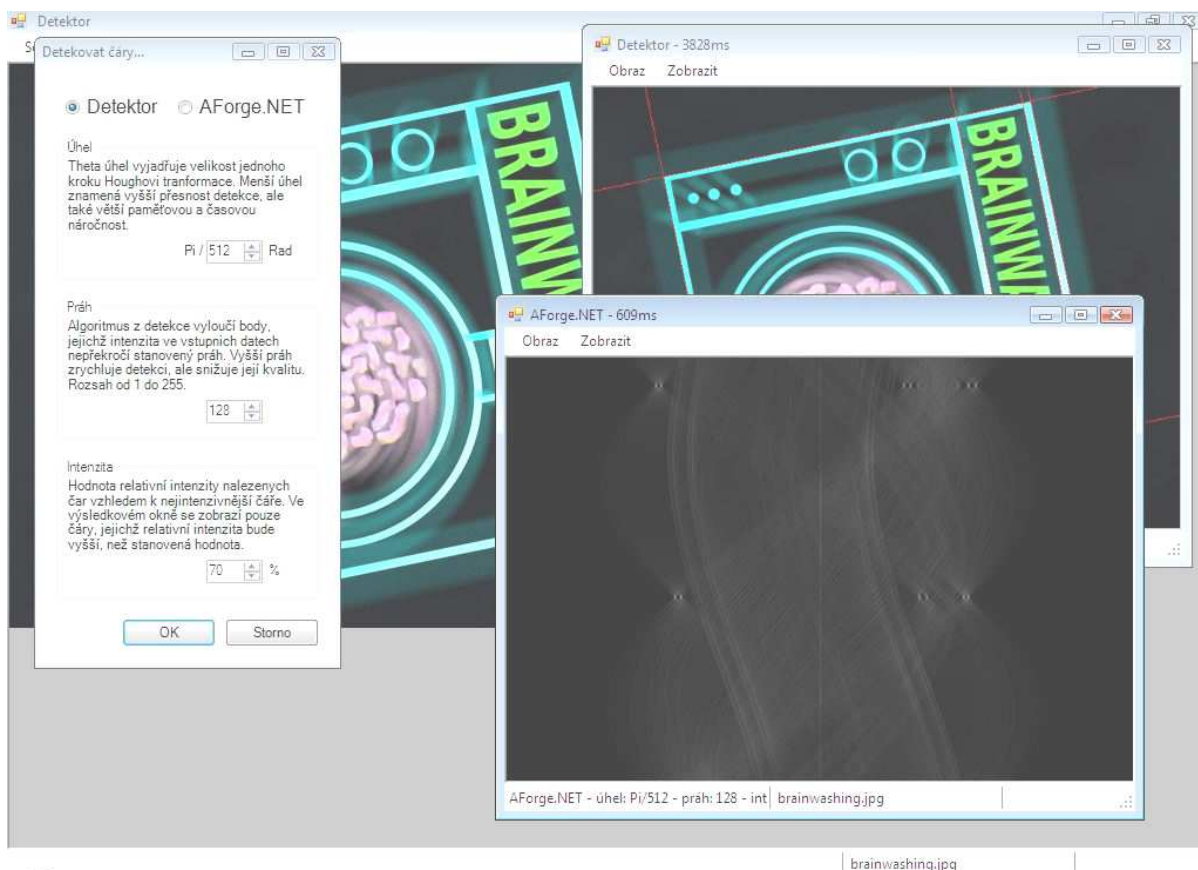 Detektor
Detekovat čáry...
Detektor
AForge.NET
Úhel
Theta úhel vyjadřuje velikost jednoho
kroku Houghovi tranformace. Menší úhel
znamená vyšší přesnost detekce, ale
také větší paměťovou a časovou
náročnost.
Pi / 512 Rad
Práh
Algoritmus z detekce vyloučí body,
jejichž intenzita ve vstupních datech
nepřekročí stanovený práh. Vyšší práh
zrychluje detekci, ale snižuje její kvalitu.
Rozsah od 1 do 255.
128
Intenzita
Hodnota relativní intenzity nalezených
čar vzhledem k nejintenzivnější čáře. Ve
výsledkovém okně se zobrazí pouze
čáry, jejichž relativní intenzita bude
vyšší, než stanovená hodnota.
70 %
OK Storno
BRAINW
Detektor - 3828ms
Obraz Zobrazit
BRAINWA
AForge.NET - 609ms
Obraz Zobrazit
AForge.NET - úhel: Pi/512 - práh: 128 - int brainwashing.jpg
brainwashing.jpg